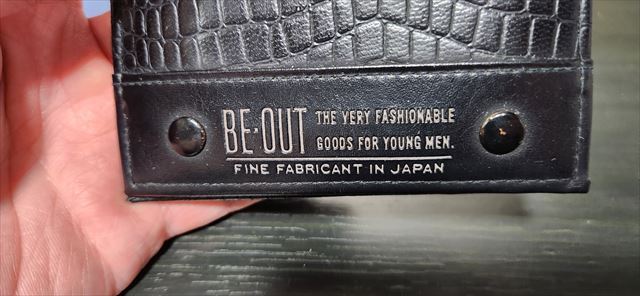 BE·OUT
THE VERY FASHIONABLE
GOODS FOR YOUNG MEN.
FINE FABRICANT IN JAPAN